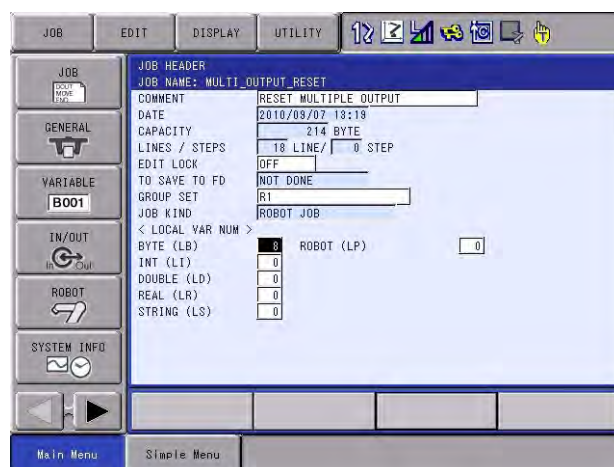 JOB EDIT DISPLAY UTILITY
JOB
DOUT
MOVE
END
GENERAL
VARIABLE
B001
IN/OUT
In Out
ROBOT
SYSTEM INFO
JOB HEADER
JOB NAME: MULTI_OUTPUT_RESET
COMMENT RESET MULTIPLE OUTPUT
DATE 2010/09/07 13:19
CAPACITY 214 BYTE
LINES / STEPS 18 LINE/ 0 STEP
EDIT LOCK OFF
TO SAVE TO FD NOT DONE
GROUP SET R1
JOB KIND ROBOT JOB
< LOCAL VAR NUM >
BYTE (LB) 8 ROBOT (LP) 0
INT (LI) 0
DOUBLE (LD) 0
REAL (LR) 0
STRING (LS) 0
Main Menu Simple Menu